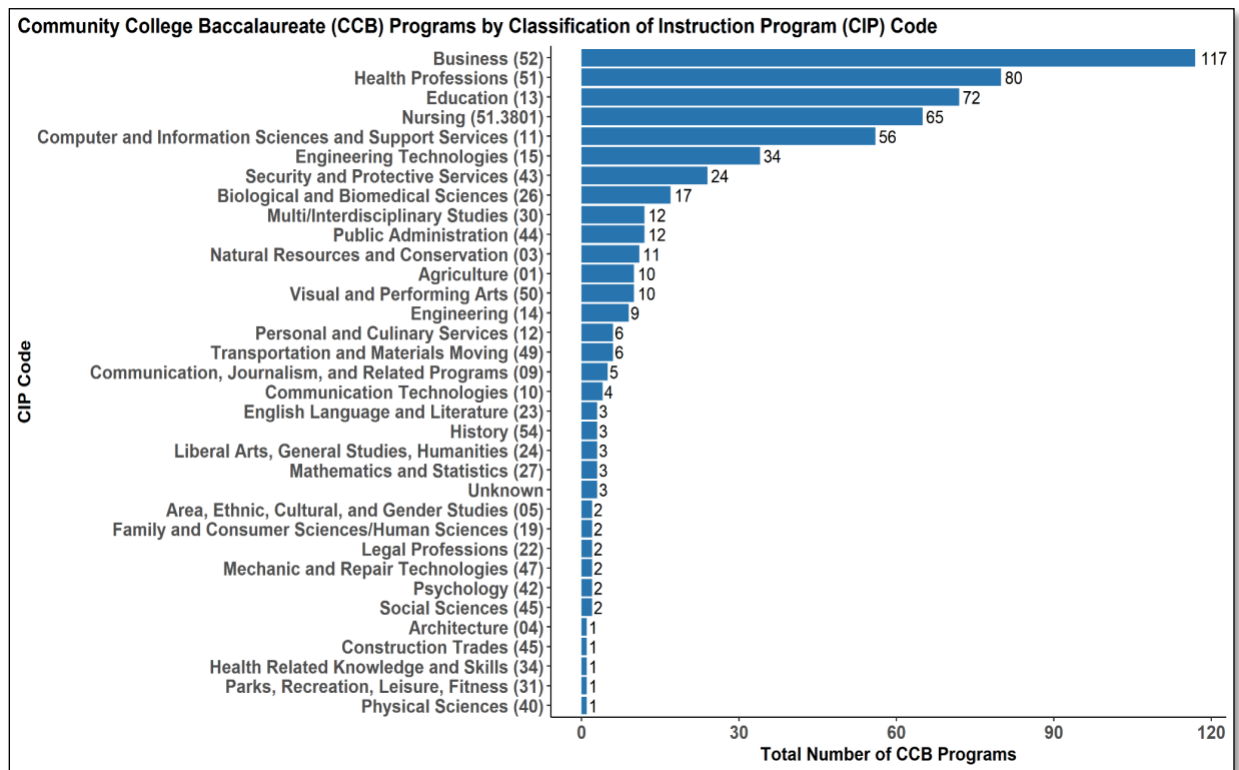 Community College Baccalaureate (CCB) Programs by Classification of Instruction Program (CIP) Code
Business (52) 117
Health Professions (51) 80
Education (13) 72
Nursing (51.3801) 65
Computer and Information Sciences and Support Services (11) 56
Engineering Technologies (15) 34
Security and Protective Services (43) 24
Biological and Biomedical Sciences (26) 17
Multi/Interdisciplinary Studies (30) 12
Public Administration (44) 12
Natural Resources and Conservation (03) 11
Agriculture (01) 10
Visual and Performing Arts (50) 10
Engineering (14) 9
Personal and Culinary Services (12) 6
Transportation and Materials Moving (49) 6
Communication, Journalism, and Related Programs (09) 5
Communication Technologies (10) 4
English Language and Literature (23) 3
History (54) 3
Liberal Arts, General Studies, Humanities (24) 3
Mathematics and Statistics (27) 3
Unknown 3
Area, Ethnic, Cultural, and Gender Studies (05) 2
Family and Consumer Sciences/Human Sciences (19) 2
Legal Professions (22) 2
Mechanic and Repair Technologies (47) 2
Psychology (42) 2
Social Sciences (45) 2
Architecture (04) 1
Construction Trades (45) 1
Health Related Knowledge and Skills (34) 1
Parks, Recreation, Leisure, Fitness (31) 1
Physical Sciences (40) 1
CIP Code
0 30 60 90 120
Total Number of CCB Programs